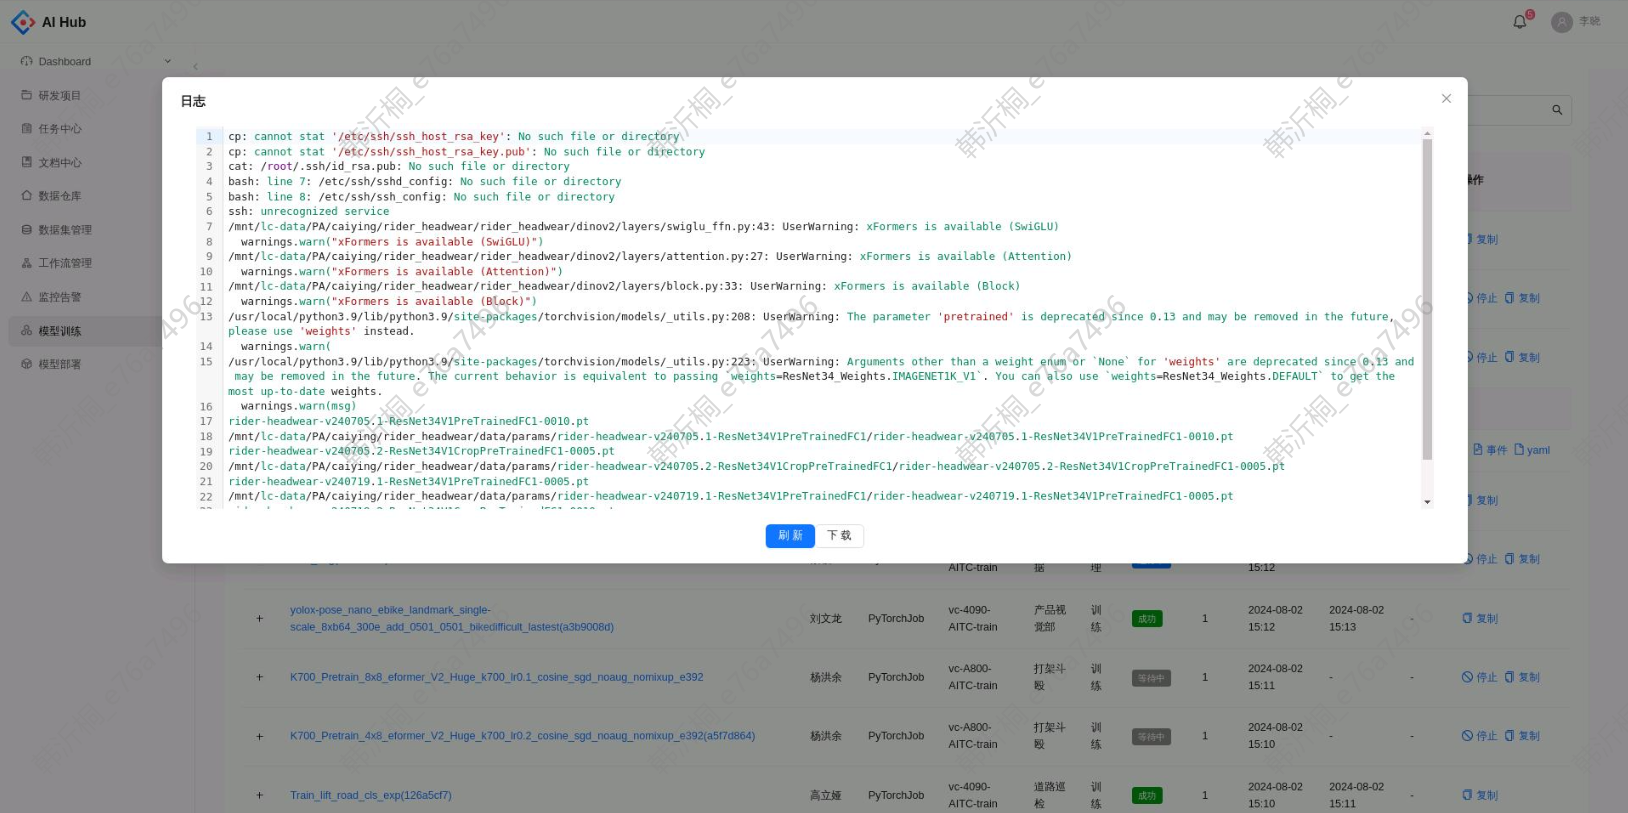 AI Hub
5
李晓
Dashboard
研发项目
任务中心
文档中心
数据仓库
数据集管理
工作流管理
监控告警
模型训练
模型部署
日志
1 cp: cannot stat '/etc/ssh/ssh_host_rsa_key': No such file or directory
2 cp: cannot stat '/etc/ssh/ssh_host_rsa_key.pub': No such file or directory
3 cat: /root/.ssh/id_rsa.pub: No such file or directory
4 bash: line 7: /etc/ssh/sshd_config: No such file or directory
5 bash: line 8: /etc/ssh/ssh_config: No such file or directory
6 ssh: unrecognized service
7 /mnt/lc-data/PA/caiying/rider_headwear/rider_headwear/dinov2/layers/swiglu_ffn.py:43: UserWarning: xFormers is available (SwiGLU)
8 warnings.warn("xFormers is available (SwiGLU)")
9 /mnt/lc-data/PA/caiying/rider_headwear/rider_headwear/dinov2/layers/attention.py:27: UserWarning: xFormers is available (Attention)
10 warnings.warn("xFormers is available (Attention)")
11 /mnt/lc-data/PA/caiying/rider_headwear/rider_headwear/dinov2/layers/block.py:33: UserWarning: xFormers is available (Block)
12 warnings.warn("xFormers is available (Block)")
13 /usr/local/python3.9/lib/python3.9/site-packages/torchvision/models/_utils.py:208: UserWarning: The parameter 'pretrained' is deprecated since 0.13 and may be removed in the future,
please use 'weights' instead.
14 warnings.warn(
15 /usr/local/python3.9/lib/python3.9/site-packages/torchvision/models/_utils.py:223: UserWarning: Arguments other than a weight enum or `None` for 'weights' are deprecated since 0.13 and
may be removed in the future. The current behavior is equivalent to passing `weights=ResNet34_Weights.IMAGENET1K_V1`. You can also use `weights=ResNet34_Weights.DEFAULT` to get the
most up-to-date weights.
16 warnings.warn(msg)
17 rider-headwear-v240705.1-ResNet34V1PreTrainedFC1-0010.pt
18 /mnt/lc-data/PA/caiying/rider_headwear/data/params/rider-headwear-v240705.1-ResNet34V1PreTrainedFC1/rider-headwear-v240705.1-ResNet34V1PreTrainedFC1-0010.pt
19 rider-headwear-v240705.2-ResNet34V1CropPreTrainedFC1-0005.pt
20 /mnt/lc-data/PA/caiying/rider_headwear/data/params/rider-headwear-v240705.2-ResNet34V1CropPreTrainedFC1/rider-headwear-v240705.2-ResNet34V1CropPreTrainedFC1-0005.pt
21 rider-headwear-v240719.1-ResNet34V1PreTrainedFC1-0005.pt
22 /mnt/lc-data/PA/caiying/rider_headwear/data/params/rider-headwear-v240719.1-ResNet34V1PreTrainedFC1/rider-headwear-v240719.1-ResNet34V1PreTrainedFC1-0005.pt
刷 新 下 载
操作
复制
停止 复制
停止 复制
事件 yaml
复制
停止 复制
AITC-train 据 理 15:12
yolox-pose_nano_ebike_landmark_single-
scale_8xb64_300e_add_0501_0501_bikedifficult_lastest(a3b9008d)
刘文龙 PyTorchJob vc-4090- 产品视 训 成功 1 2024-08-02 2024-08-02 - 复制
AITC-train 觉部 练 15:12 15:13
K700_Pretrain_8x8_eformer_V2_Huge_k700_lr0.1_cosine_sgd_noaug_nomixup_e392 杨洪余 PyTorchJob vc-A800- 打架斗 训 等待中 1 2024-08-02 - - 停止 复制
AITC-train 殴 练 15:11
K700_Pretrain_4x8_eformer_V2_Huge_k700_lr0.2_cosine_sgd_noaug_nomixup_e392(a5f7d864) 杨洪余 PyTorchJob vc-A800- 打架斗 训 等待中 1 2024-08-02 - - 停止 复制
AITC-train 殴 练 15:10
Train_lift_road_cls_exp(126a5cf7) 高立娅 PyTorchJob vc-4090- 道路巡 训 成功 1 2024-08-02 2024-08-02 - 复制
AITC-train 检 练 15:10 15:11
韩沂桐_e76a7496